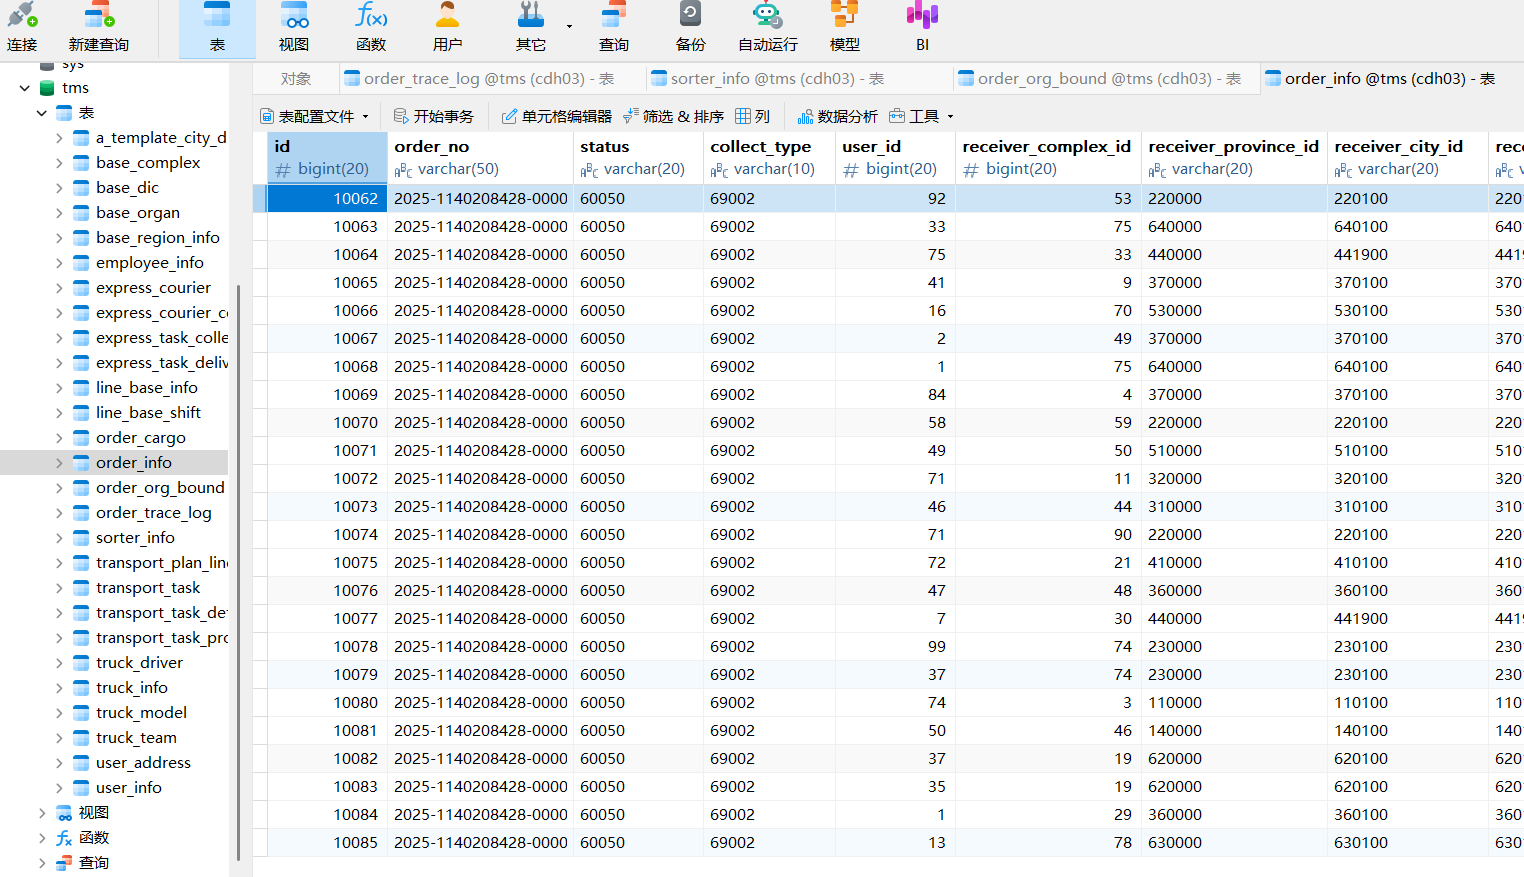 连接 新建查询 表 视图 函数 用户 其它 查询 备份 自动运行 模型 BI
sys
tms
表
a_template_city_d
base_complex
base_dic
base_organ
base_region_info
employee_info
express_courier
express_courier_co
express_task_colle
express_task_deliv
line_base_info
line_base_shift
order_cargo
order_info
order_org_bound
order_trace_log
sorter_info
transport_plan_line
transport_task
transport_task_det
transport_task_pro
truck_driver
truck_info
truck_model
truck_team
user_address
user_info
视图
函数
查询
对象 order_trace_log @tms (cdh03) - 表 sorter_info @tms (cdh03) - 表 order_org_bound @tms (cdh03) - 表 order_info @tms (cdh03) - 表
表配置文件 开始事务 单元格编辑器 筛选 & 排序 列 数据分析 工具
id order_no status collect_type user_id receiver_complex_id receiver_province_id receiver_city_id rece
# bigint(20) varchar(50) varchar(20) varchar(10) # bigint(20) # bigint(20) varchar(20) varchar(20) v
10062 2025-1140208428-0000 60050 69002 92 53 220000 220100 220
10063 2025-1140208428-0000 60050 69002 33 75 640000 640100 640
10064 2025-1140208428-0000 60050 69002 75 33 440000 441900 441
10065 2025-1140208428-0000 60050 69002 41 9 370000 370100 370
10066 2025-1140208428-0000 60050 69002 16 70 530000 530100 530
10067 2025-1140208428-0000 60050 69002 2 49 370000 370100 370
10068 2025-1140208428-0000 60050 69002 1 75 640000 640100 640
10069 2025-1140208428-0000 60050 69002 84 4 370000 370100 370
10070 2025-1140208428-0000 60050 69002 58 59 220000 220100 220
10071 2025-1140208428-0000 60050 69002 49 50 510000 510100 510
10072 2025-1140208428-0000 60050 69002 71 11 320000 320100 320
10073 2025-1140208428-0000 60050 69002 46 44 310000 310100 310
10074 2025-1140208428-0000 60050 69002 71 90 220000 220100 220
10075 2025-1140208428-0000 60050 69002 72 21 410000 410100 410
10076 2025-1140208428-0000 60050 69002 47 48 360000 360100 360
10077 2025-1140208428-0000 60050 69002 7 30 440000 441900 441
10078 2025-1140208428-0000 60050 69002 99 74 230000 230100 230
10079 2025-1140208428-0000 60050 69002 37 74 230000 230100 230
10080 2025-1140208428-0000 60050 69002 74 3 110000 110100 110
10081 2025-1140208428-0000 60050 69002 50 46 140000 140100 140
10082 2025-1140208428-0000 60050 69002 37 19 620000 620100 620
10083 2025-1140208428-0000 60050 69002 35 19 620000 620100 620
10084 2025-1140208428-0000 60050 69002 1 29 360000 360100 360
10085 2025-1140208428-0000 60050 69002 13 78 630000 630100 630